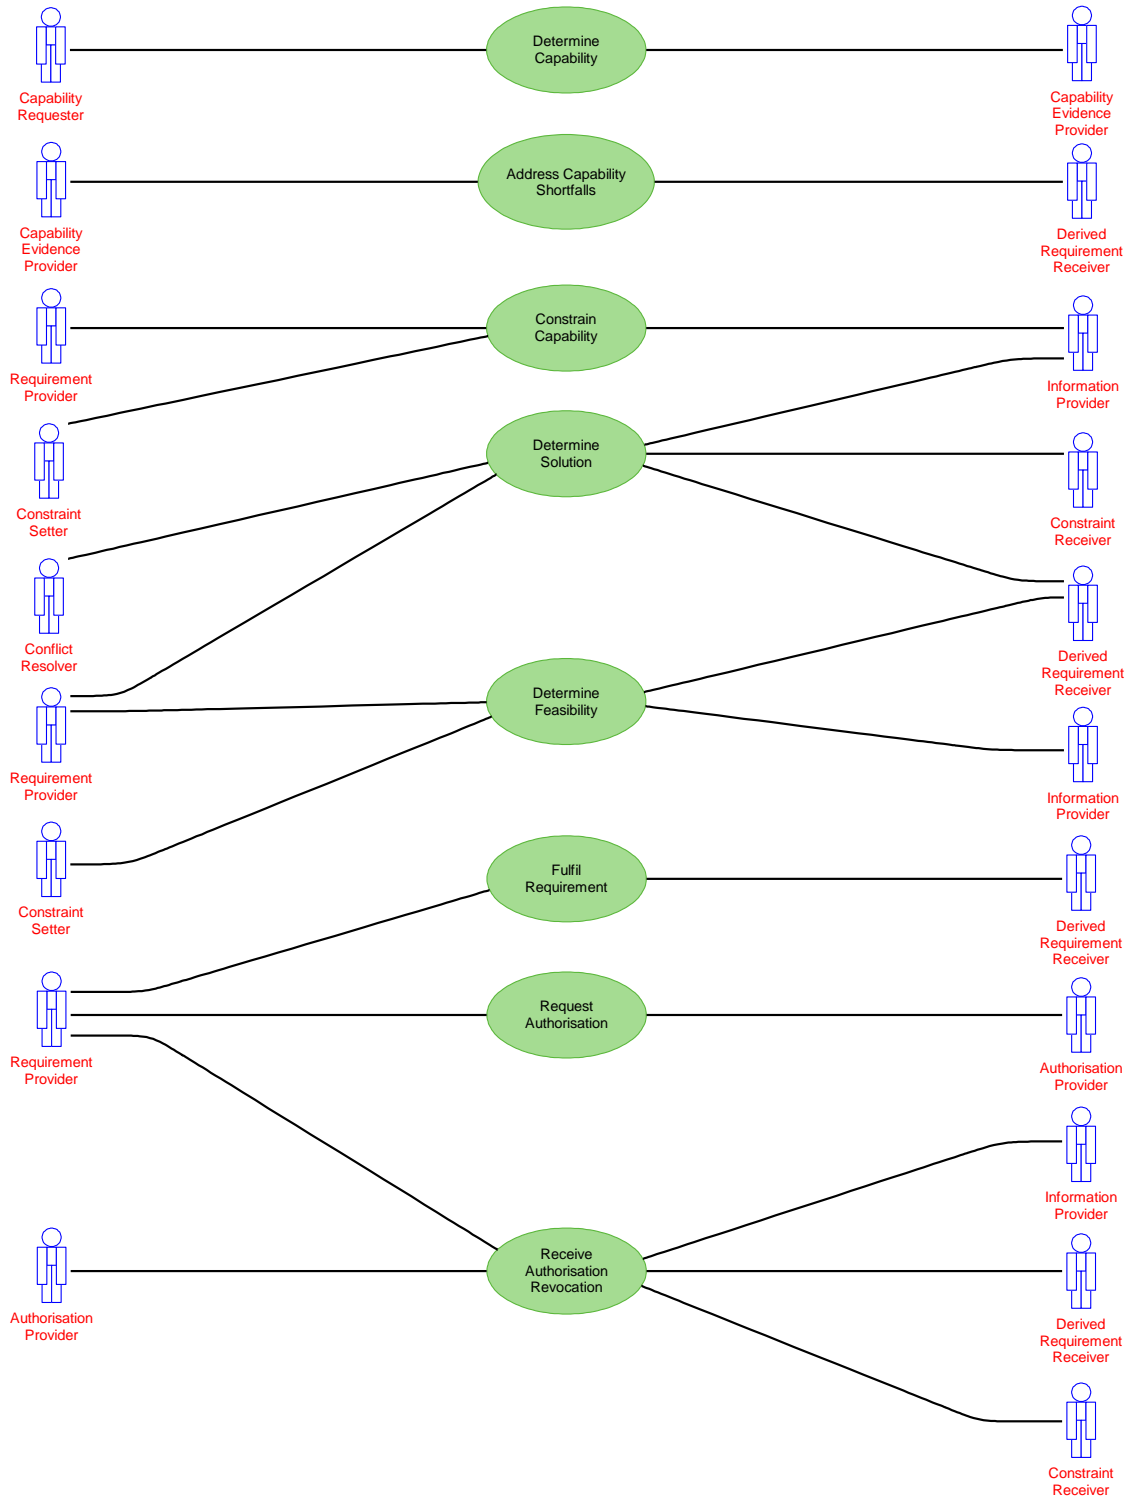 Determine
Capability
Capability
Requester
Capability
Evidence
Provider
Address Capability
Shortfalls
Capability
Evidence
Provider
Derived
Requirement
Receiver
Constrain
Capability
Requirement
Provider
Information
Provider
Determine
Solution
Constraint
Setter
Constraint
Receiver
Conflict
Resolver
Derived
Requirement
Receiver
Determine
Feasibility
Requirement
Provider
Information
Provider
Fulfil
Requirement
Constraint
Setter
Derived
Requirement
Receiver
Request
Authorisation
Requirement
Provider
Authorisation
Provider
Information
Provider
Receive
Authorisation
Revocation
Authorisation
Provider
Derived
Requirement
Receiver
Constraint
Receiver